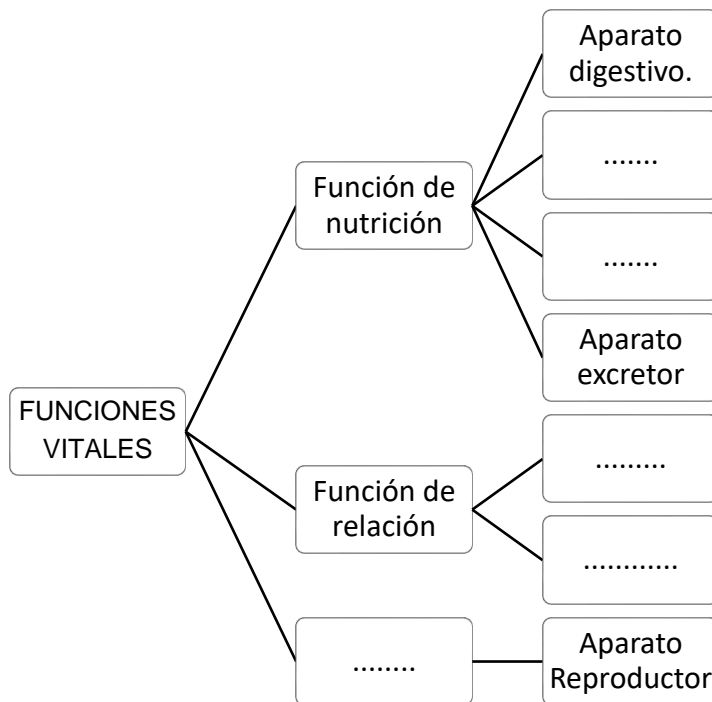 Aparato
digestivo.
.......
Función de
nutrición
.......
Aparato
excretor
FUNCIONES
VITALES
.........
Función de
relación
............
........
Aparato
Reproductor